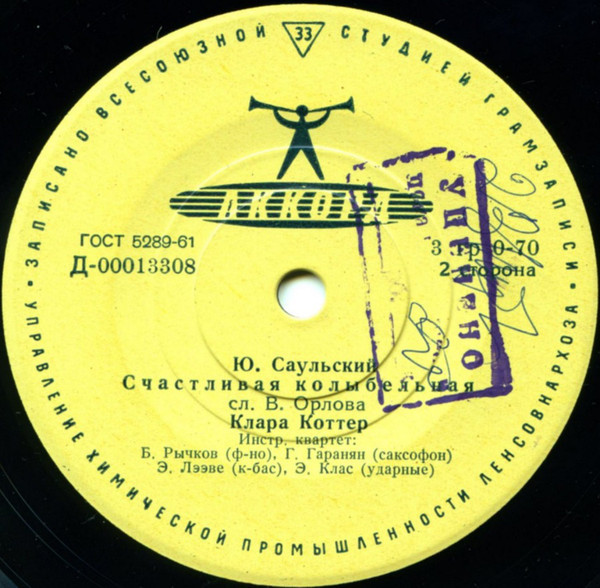 ЗАПИСАНО ВСЕСОЮЗНОЙ СТУДИЕЙ ГРАМЗАПИСИ
33
АККОРД
ГОСТ 5289-61
Д-00013308
3 гр. 0-70
2-сторона
Ю. Саульский
Счастливая колыбельная
сл. В. Орлова
Клара Коттер
Инстр. квартет:
Б. Рычков (ф-но), Г. Гаранян (саксофон)
Э. Лээве (к-бас), Э. Клас (ударные)
УПРАВЛЕНИЕ ХИМИЧЕСКОЙ ПРОМЫШЛЕННОСТИ ЛЕНСОВНАРХОЗА